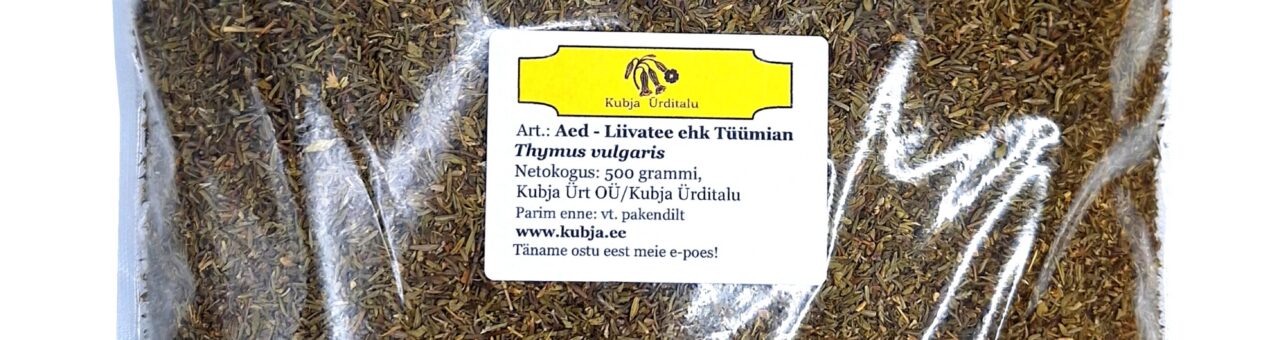 Kubja Ürditalu
Art.: Aed - Liivatee ehk Tüümian
Thymus vulgaris
Netokogus: 500 grammi,
Kubja Ürt OÜ/Kubja Ürditalu
Parim enne: vt. pakendilt
www.kubja.ee
Täname ostu eest meie e-poes!